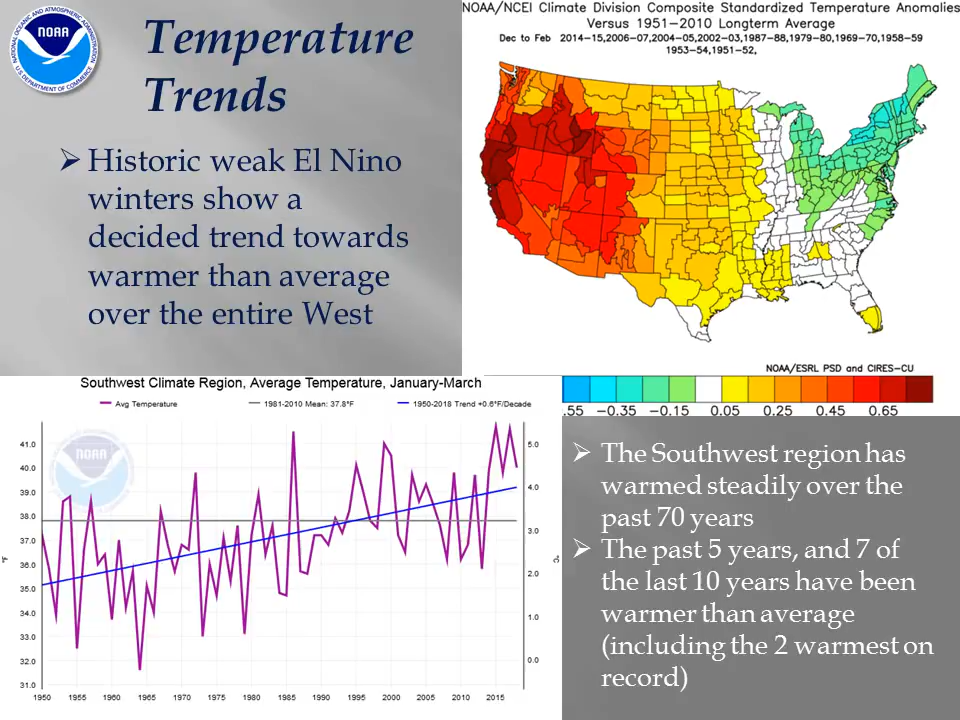 NATIONAL OCEANIC AND ATMOSPHERIC ADMINISTRATION
NOAA
U.S. DEPARTMENT OF COMMERCE
Temperature
Trends
Historic weak El Nino
winters show a
decided trend towards
warmer than average
over the entire West
NOAA/NCEI Climate Division Composite Standardized Temperature Anomalies
Versus 1951-2010 Longterm Average
Dec to Feb 2014-15,2006-07,2004-05,2002-03,1987-88,1979-80,1969-70,1958-59
1953-54,1951-52,
NOAA/ESRL PSD and CIRES-CU
.55 -0.35 -0.15 0.05 0.25 0.45 0.65
Southwest Climate Region, Average Temperature, January-March
Avg Temperature 1981-2010 Mean: 37.8°F 1950-2018 Trend +0.6°F/Decade
NOAA
41.0
40.0
39.0
38.0
37.0
36.0
35.0
34.0
33.0
32.0
31.0
°F
5.0
4.0
3.0
2.0
1.0
0.0
°C
1950 1955 1960 1965 1970 1975 1980 1985 1990 1995 2000 2005 2010 2015
The Southwest region has
warmed steadily over the
past 70 years
The past 5 years, and 7 of
the last 10 years have been
warmer than average
(including the 2 warmest on
record)